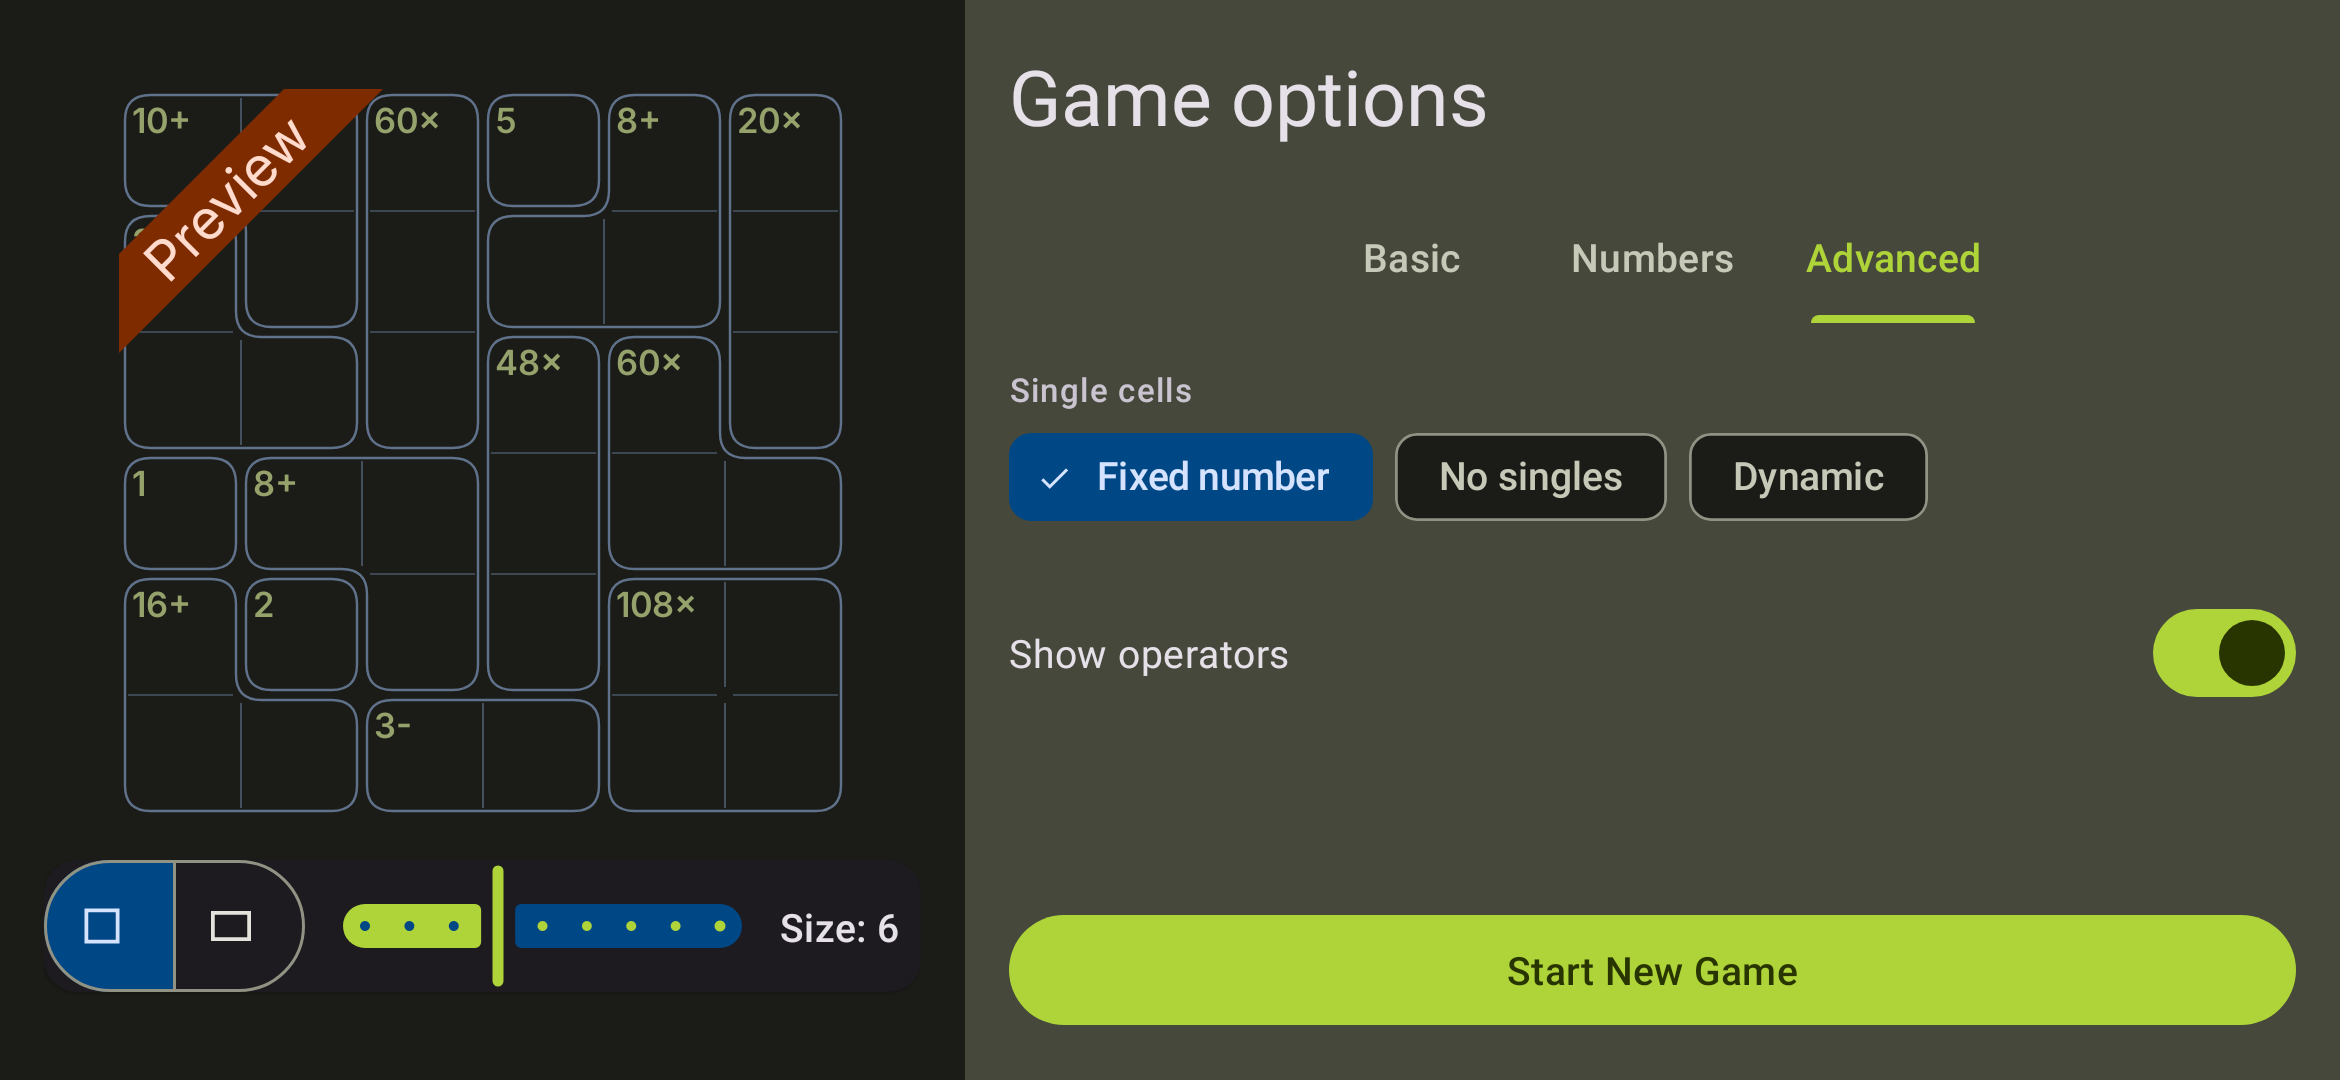 10+ 60× 5 8+ 20×
Preview
48× 60×
1 8+
16+ 2 108×
3-
Size: 6
Game options
Basic Numbers Advanced
Single cells
Fixed number No singles Dynamic
Show operators
Start New Game